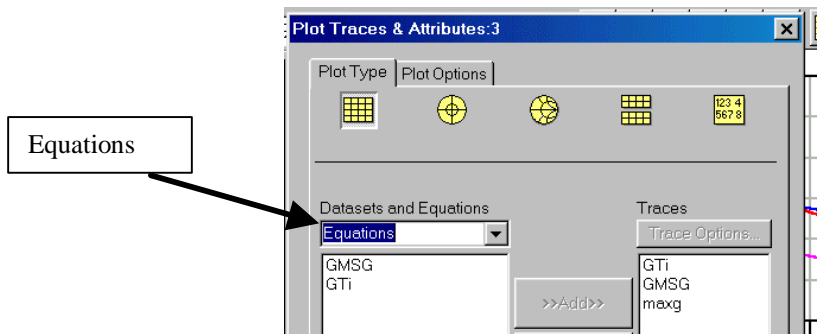 Plot Traces & Attributes:3
Plot Type Plot Options
123 4
567 8
Equations
Datasets and Equations
Equations
GMSG
GTi
>>Add>>
Traces
Trace Options...
GTi
GMSG
maxg